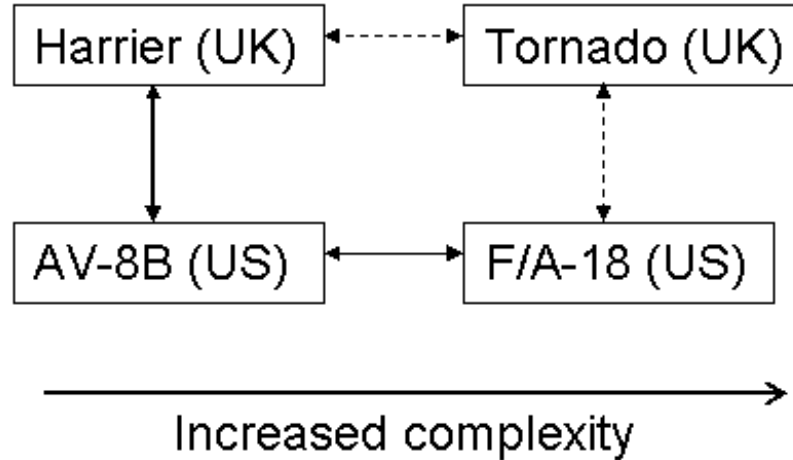 Harrier (UK)
Tornado (UK)
AV-8B (US)
F/A-18 (US)
Increased complexity